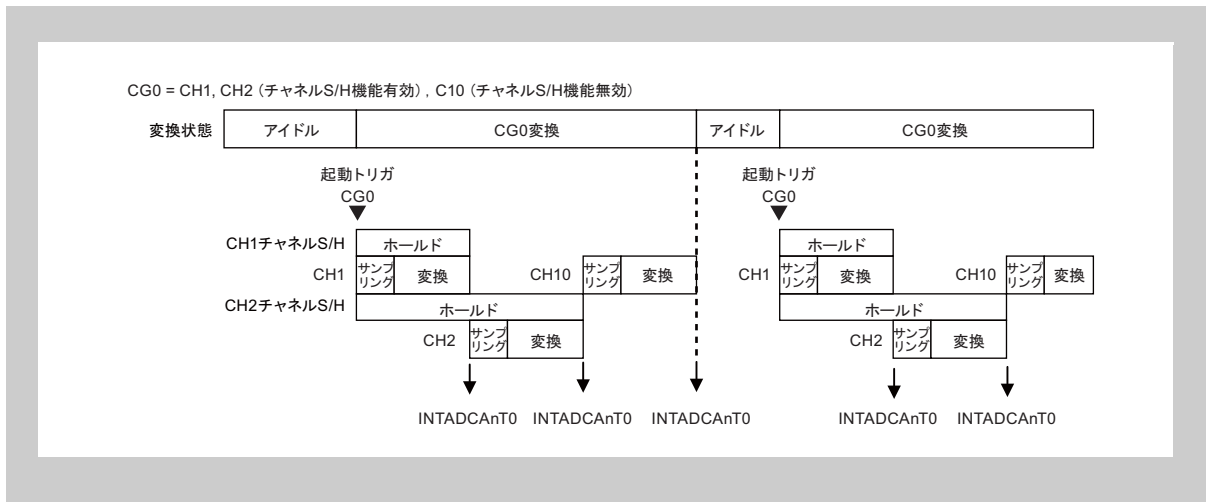 CG0 = CH1, CH2 (チャネルS/H機能有効) , C10 (チャネルS/H機能無効)
変換状態 アイドル CG0変換 アイドル CG0変換
起動トリガ 起動トリガ
CG0 CG0
CH1チャネルS/H ホールド ホールド
CH1 サンプリング 変換 CH10 サンプリング 変換 CH1 サンプリング 変換 CH10 サンプリング 変換
CH2チャネルS/H ホールド ホールド
CH2 サンプリング 変換 CH2 サンプリング 変換
INTADCAnT0 INTADCAnT0 INTADCAnT0 INTADCAnT0 INTADCAnT0